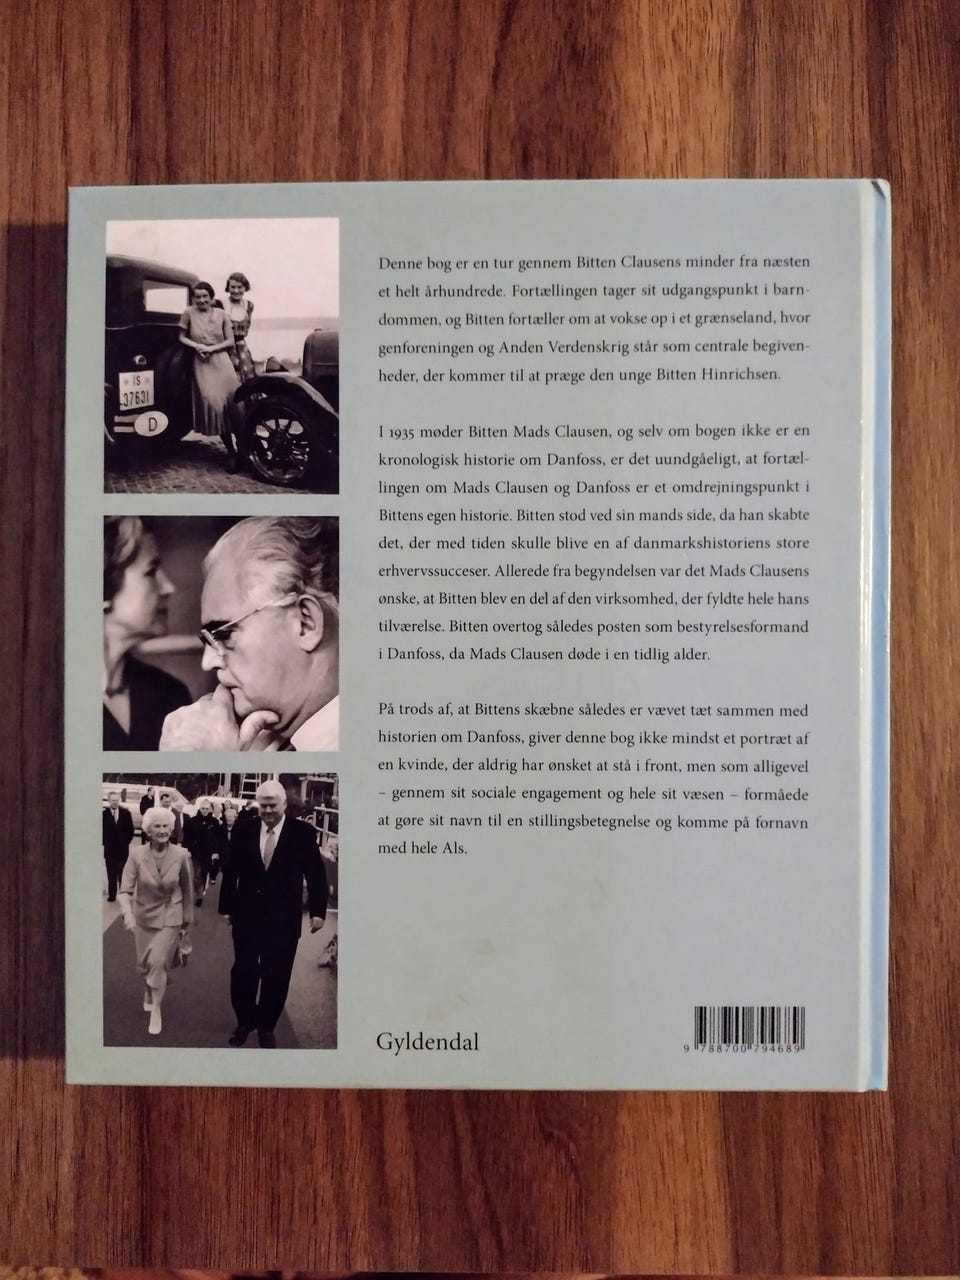 Denne bog er en tur gennem Bitten Clausens minder fra næsten
et helt århundrede. Fortællingen tager sit udgangspunkt i barn-
dommen, og Bitten fortæller om at vokse op i et grænseland, hvor
genforeningen og Anden Verdenskrig står som centrale begiven-
heder, der kommer til at præge den unge Bitten Hinrichsen.
I 1935 møder Bitten Mads Clausen, og selv om bogen ikke er en
kronologisk historie om Danfoss, er det uundgåeligt, at fortæl-
lingen om Mads Clausen og Danfoss er et omdrejningspunkt i
Bittens egen historie. Bitten stod ved sin mands side, da han skabte
det, der med tiden skulle blive en af danmarkshistoriens store
erhvervssucceser. Allerede fra begyndelsen var det Mads Clausens
ønske, at Bitten blev en del af den virksomhed, der fyldte hele hans
tilværelse. Bitten overtog således posten som bestyrelsesformand
i Danfoss, da Mads Clausen døde i en tidlig alder.
På trods af, at Bittens skæbne således er vævet tæt sammen med
historien om Danfoss, giver denne bog ikke mindst et portræt af
en kvinde, der aldrig har ønsket at stå i front, men som alligevel
– gennem sit sociale engagement og hele sit væsen – formåede
at gøre sit navn til en stillingsbetegnelse og komme på fornavn
med hele Als.
IS
37631
D
Gyldendal
9 788700 794689